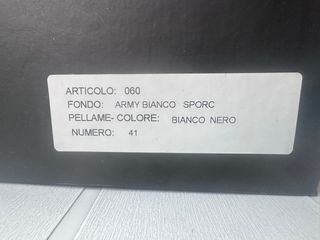 ARTICOLO: 060
FONDO: ARMY BIANCO SPORC
PELLAME- COLORE: BIANCO NERO
NUMERO: 41